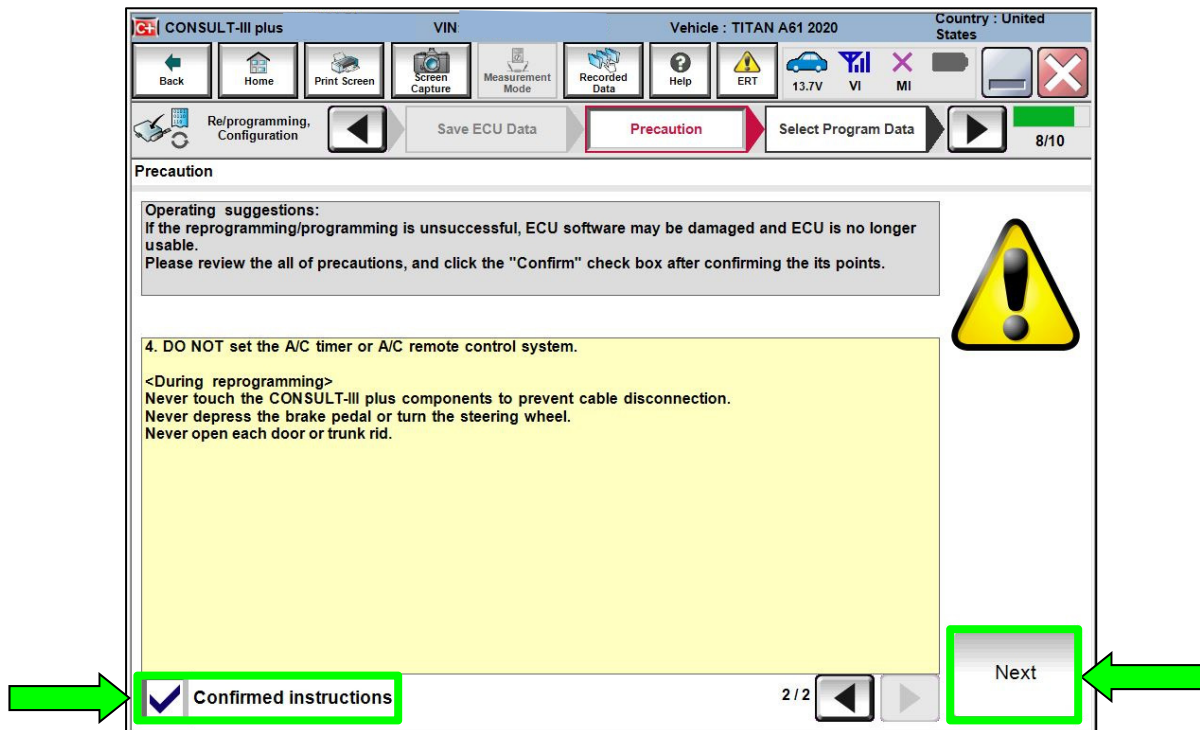 C+ CONSULT-III plus
VIN:
Vehicle : TITAN A61 2020
Country : United
States
Back
Home
Print Screen
Screen
Capture
Measurement
Mode
Recorded
Data
Help
ERT
13.7V
VI
MI
Re/programming,
Configuration
Save ECU Data
Precaution
Select Program Data
8/10
Precaution
Operating suggestions:
If the reprogramming/programming is unsuccessful, ECU software may be damaged and ECU is no longer
usable.
Please review the all of precautions, and click the "Confirm" check box after confirming the its points.
4. DO NOT set the A/C timer or A/C remote control system.
<During reprogramming>
Never touch the CONSULT-III plus components to prevent cable disconnection.
Never depress the brake pedal or turn the steering wheel.
Never open each door or trunk rid.
Confirmed instructions
2 / 2
Next